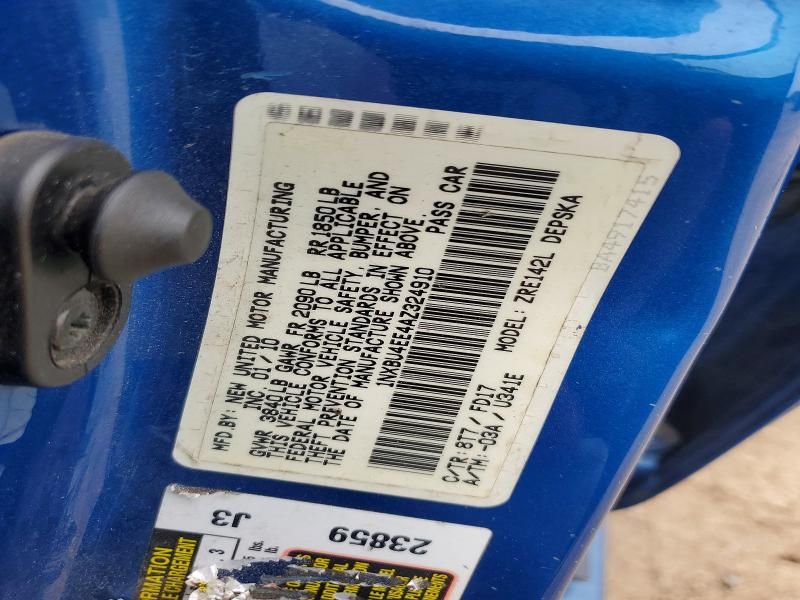 MFD.BY: NEW UNITED MOTOR MANUFACTURING
INC. 01/10
GVWR 3840LB GAWR FR 2090LB RR 1850LB
THIS VEHICLE CONFORMS TO ALL APPLICABLE
FEDERAL MOTOR VEHICLE SAFETY, BUMPER, AND
THEFT PREVENTION STANDARDS IN EFFECT ON
THE DATE OF MANUFACTURE SHOWN ABOVE.
1NXBU4EE4AZ324910 PASS CAR
C/TR: 8T7 / FD17 MODEL: ZRE142L DEPSKA
A/TM: -03A / U341E
BA4917415
23859
J3